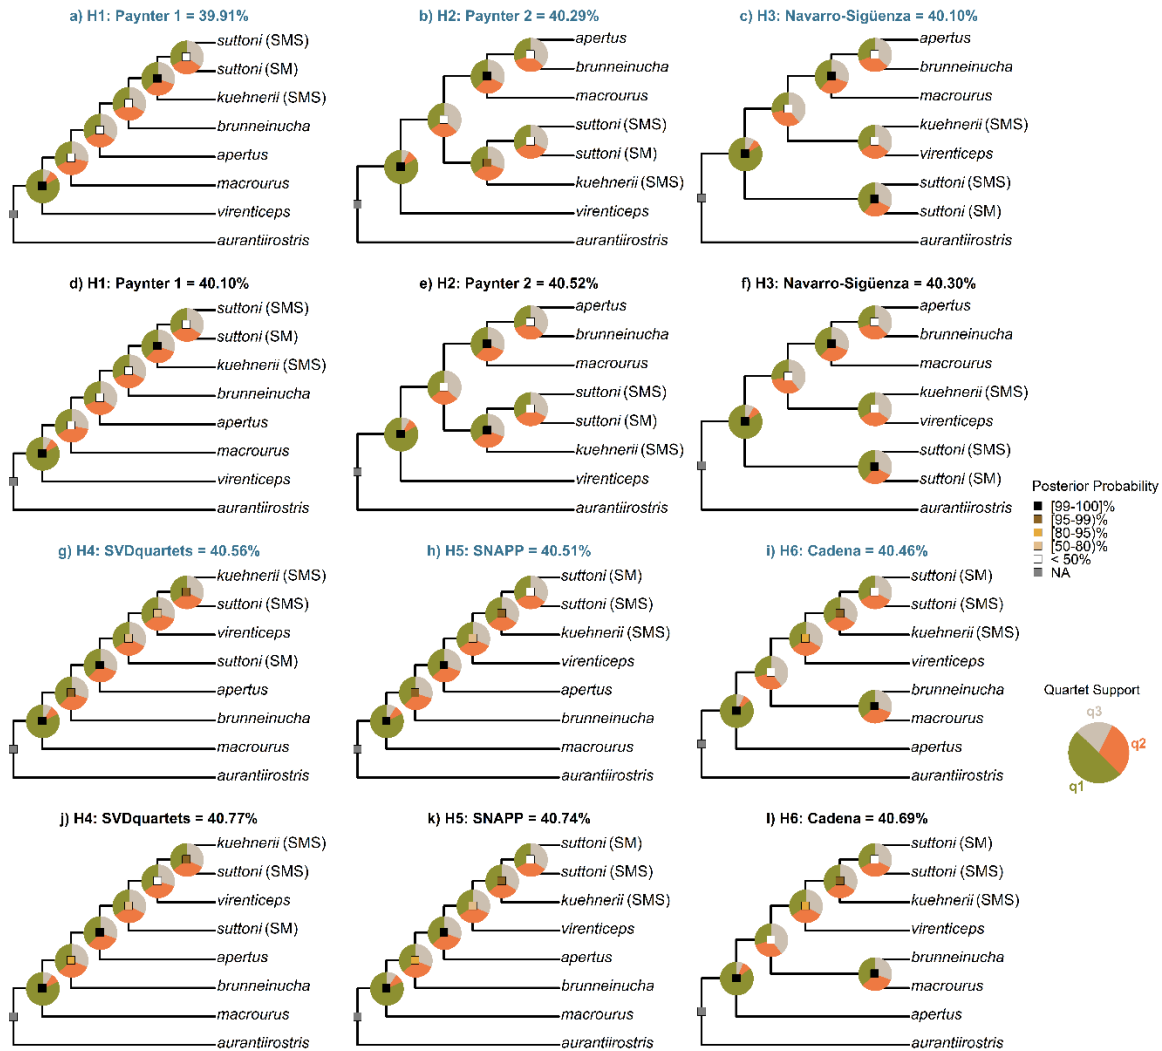 a) H1: Paynter 1 = 39.91%
suttoni (SMS)
suttoni (SM)
kuehnerii (SMS)
brunneinucha
apertus
macrourus
virenticeps
aurantiirostris
b) H2: Paynter 2 = 40.29%
apertus
brunneinucha
macrourus
suttoni (SMS)
suttoni (SM)
kuehnerii (SMS)
virenticeps
aurantiirostris
c) H3: Navarro-Sigüenza = 40.10%
apertus
brunneinucha
macrourus
kuehnerii (SMS)
virenticeps
suttoni (SMS)
suttoni (SM)
aurantiirostris
d) H1: Paynter 1 = 40.10%
suttoni (SMS)
suttoni (SM)
kuehnerii (SMS)
brunneinucha
apertus
macrourus
virenticeps
aurantiirostris
e) H2: Paynter 2 = 40.52%
apertus
brunneinucha
macrourus
suttoni (SMS)
suttoni (SM)
kuehnerii (SMS)
virenticeps
aurantiirostris
f) H3: Navarro-Sigüenza = 40.30%
apertus
brunneinucha
macrourus
kuehnerii (SMS)
virenticeps
suttoni (SMS)
suttoni (SM)
aurantiirostris
Posterior Probability
[99-100]%
[95-99)%
[80-95)%
[50-80)%
< 50%
NA
g) H4: SVDquartets = 40.56%
kuehnerii (SMS)
suttoni (SMS)
virenticeps
suttoni (SM)
apertus
brunneinucha
macrourus
aurantiirostris
h) H5: SNAPP = 40.51%
suttoni (SM)
suttoni (SMS)
kuehnerii (SMS)
virenticeps
apertus
brunneinucha
macrourus
aurantiirostris
i) H6: Cadena = 40.46%
suttoni (SM)
suttoni (SMS)
kuehnerii (SMS)
virenticeps
brunneinucha
macrourus
apertus
aurantiirostris
Quartet Support
q3
q2
q1
j) H4: SVDquartets = 40.77%
kuehnerii (SMS)
suttoni (SMS)
virenticeps
suttoni (SM)
apertus
brunneinucha
macrourus
aurantiirostris
k) H5: SNAPP = 40.74%
suttoni (SM)
suttoni (SMS)
kuehnerii (SMS)
virenticeps
apertus
brunneinucha
macrourus
aurantiirostris
l) H6: Cadena = 40.69%
suttoni (SM)
suttoni (SMS)
kuehnerii (SMS)
virenticeps
brunneinucha
macrourus
apertus
aurantiirostris